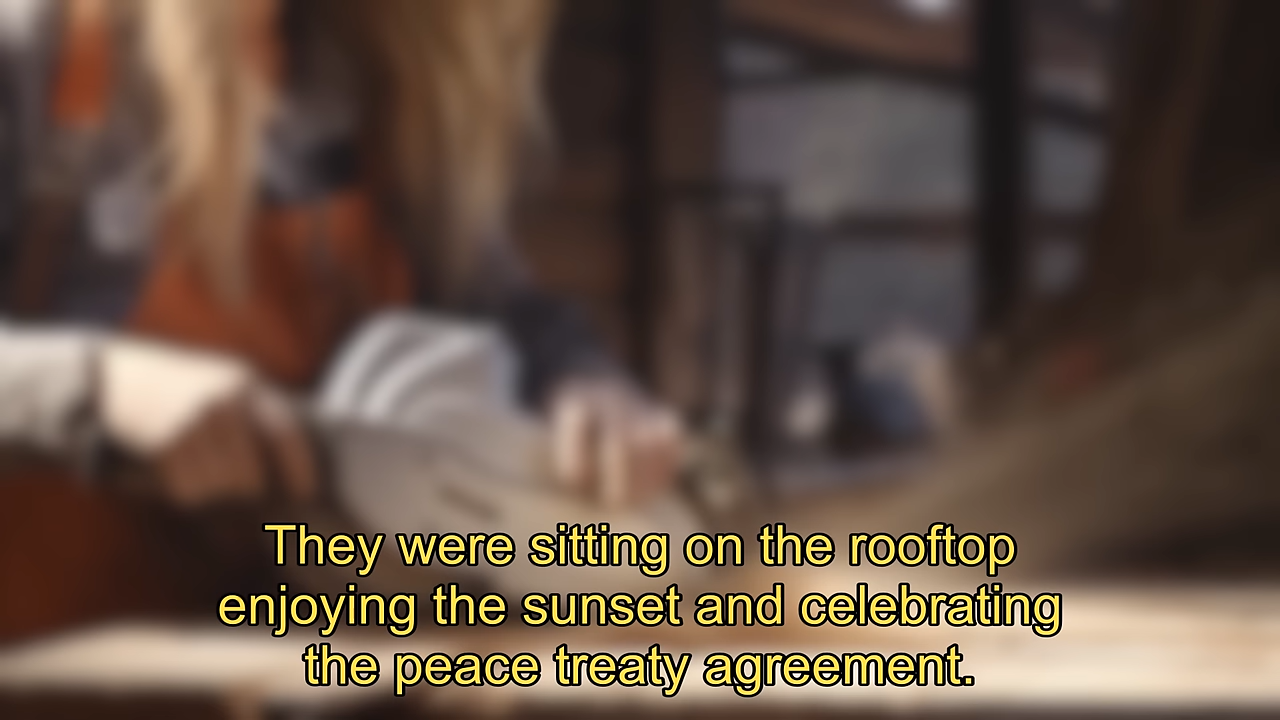 They were sitting on the rooftop
enjoying the sunset and celebrating
the peace treaty agreement.